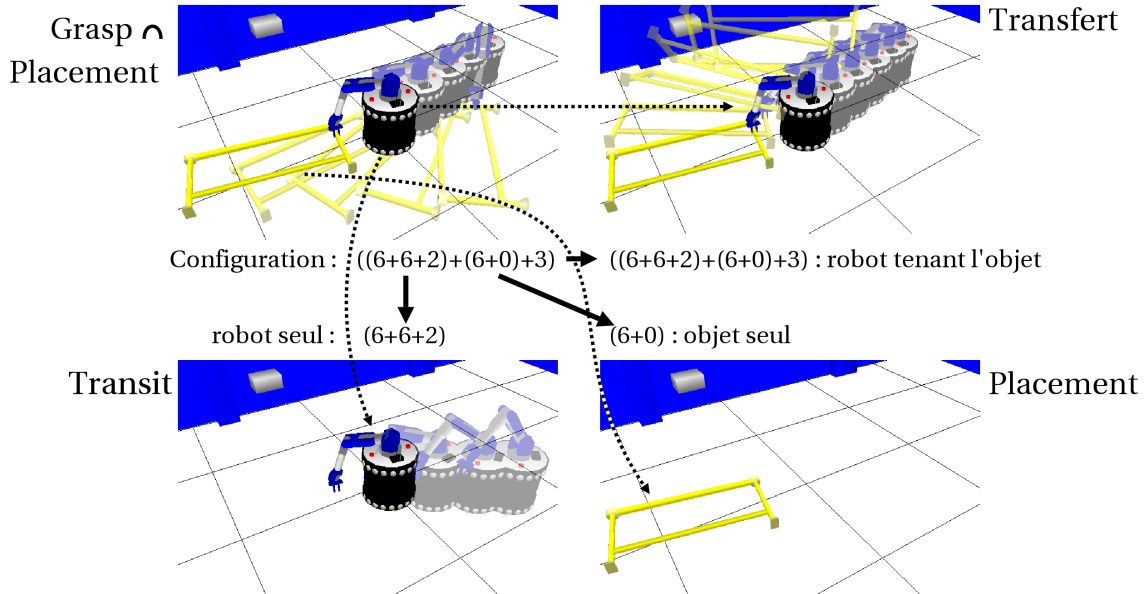 Grasp ∩
Placement
Transfert
Configuration : ((6+6+2)+(6+0)+3) ((6+6+2)+(6+0)+3) : robot tenant l'objet
robot seul : (6+6+2) (6+0) : objet seul
Transit
Placement